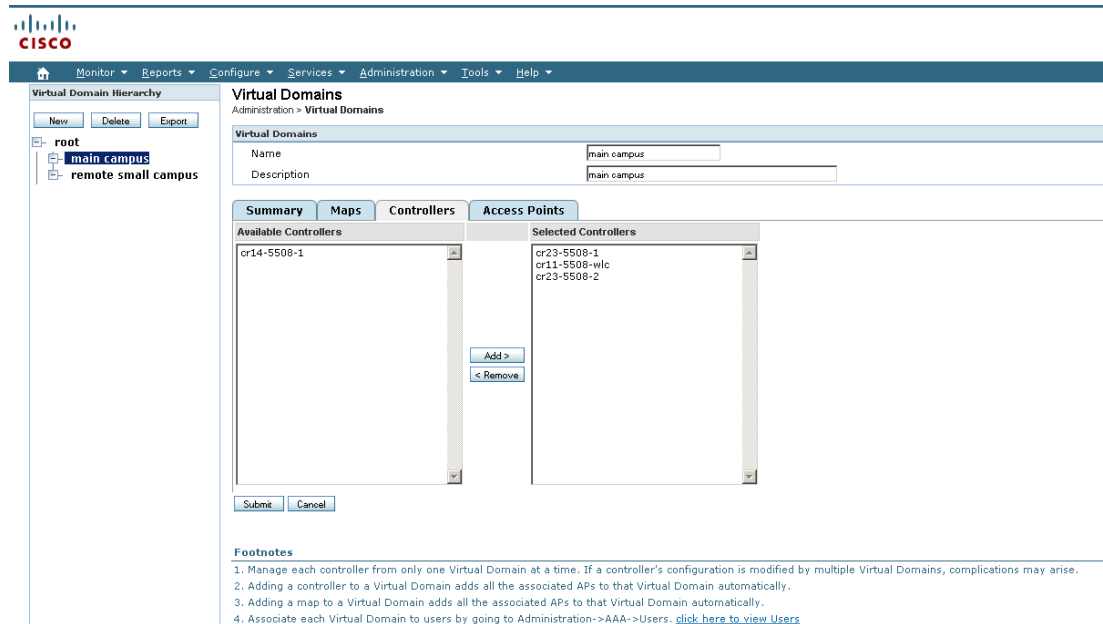 CISCO
Monitor Reports Configure Services Administration Tools Help
Virtual Domain Hierarchy
New Delete Export
root
main campus
remote small campus
Virtual Domains
Administration > Virtual Domains
Virtual Domains
Name main campus
Description main campus
Summary Maps Controllers Access Points
Available Controllers Selected Controllers
cr14-5508-1
cr23-5508-1
cr11-5508-wlc
cr23-5508-2
Add >
< Remove
Submit Cancel
Footnotes
1. Manage each controller from only one Virtual Domain at a time. If a controller's configuration is modified by multiple Virtual Domains, complications may arise.
2. Adding a controller to a Virtual Domain adds all the associated APs to that Virtual Domain automatically.
3. Adding a map to a Virtual Domain adds all the associated APs to that Virtual Domain automatically.
4. Associate each Virtual Domain to users by going to Administration->AAA->Users. click here to view Users